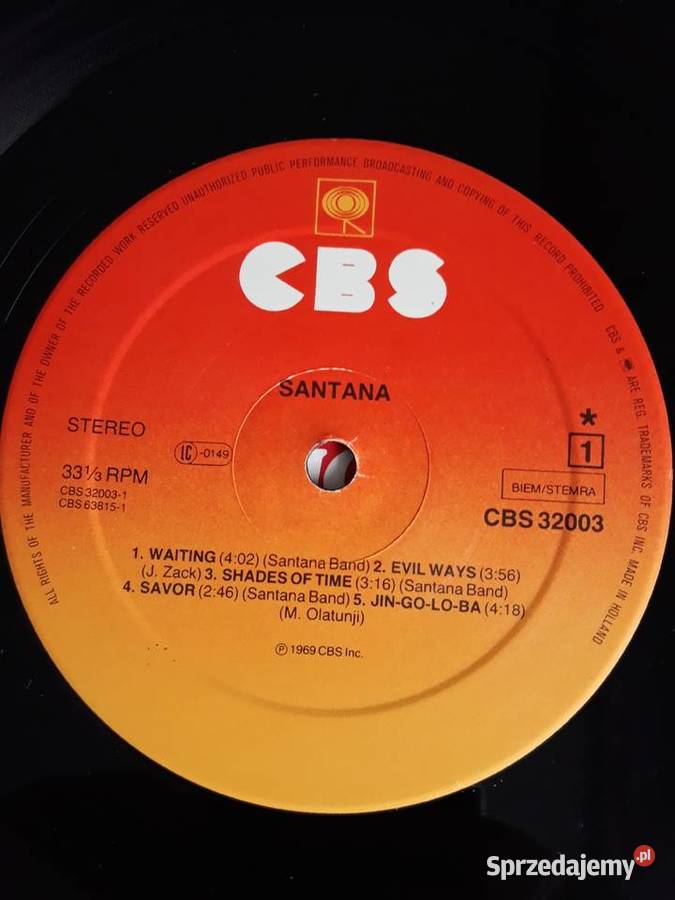 ALL RIGHTS OF THE MANUFACTURER AND OF THE OWNER OF THE RECORDED WORK RESERVED UNAUTHORIZED PUBLIC PERFORMANCE BROADCASTING AND COPYING OF THIS RECORD PROHIBITED CBS & ARE REG. TRADEMARKS OF CBS INC. MADE IN HOLLAND
CBS
SANTANA
STEREO
LC-0149
33⅓ RPM
CBS 32003-1
CBS 63815-1
*
1
BIEM/STEMRA
CBS 32003
1. WAITING (4:02) (Santana Band) 2. EVIL WAYS (3:56)
(J. Zack) 3. SHADES OF TIME (3:16) (Santana Band)
4. SAVOR (2:46) (Santana Band) 5. JIN-GO-LO-BA (4:18)
(M. Olatunji)
℗ 1969 CBS Inc.
Sprzedajemy.pl